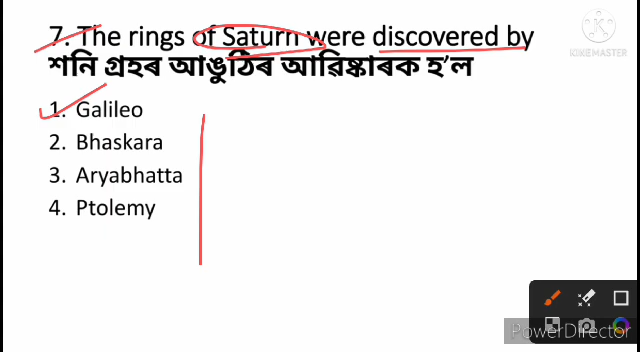 7. The rings of Saturn were discovered by
শনি গ্ৰহৰ আঙুঠিৰ আৱিষ্কাৰক হ'ল
1. Galileo
2. Bhaskara
3. Aryabhatta
4. Ptolemy
KINEMASTER
PowerDirector